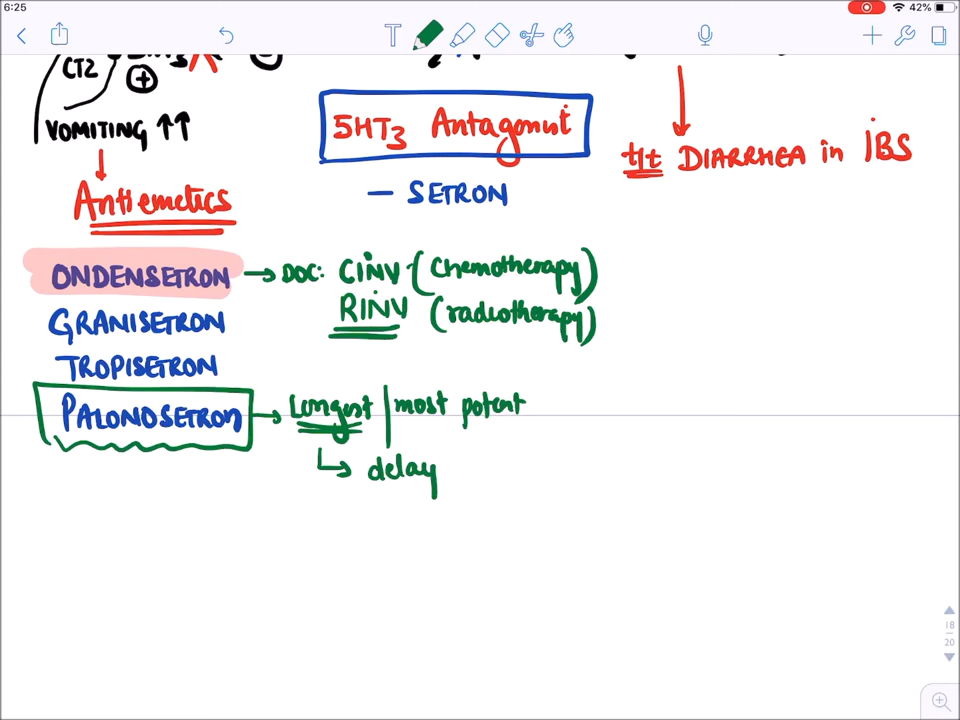 6:25
42%
CTZ
VOMITING ↑↑
5HT3 Antagonist
ttt DIARRHEA in IBS
Antiemetics
— SETRON
ONDENSETRON → DOC: CINV (chemotherapy)
RINV (radiotherapy)
GRANISETRON
TROPISETRON
PALONOSETRON → Longest | most potent
↳ delay
18
20